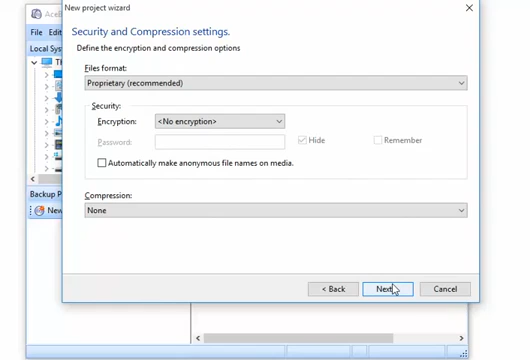 New project wizard
Security and Compression settings.
Define the encryption and compression options
Files format:
Proprietary (recommended)
Security:
Encryption: <No encryption>
Password: Hide Remember
Automatically make anonymous file names on media.
Compression:
None
< Back Next Cancel
File Edit
Local Sys
Backup P
New